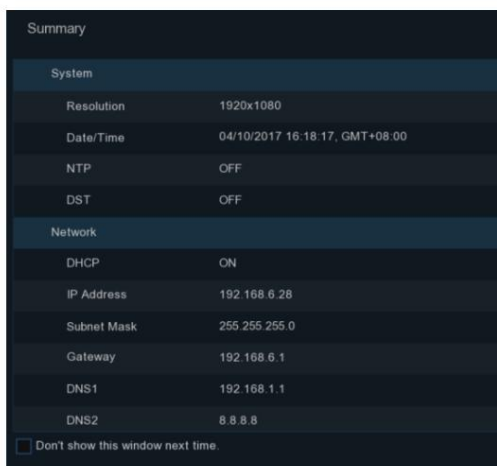 Summary
System
Resolution 1920x1080
Date/Time 04/10/2017 16:18:17, GMT+08:00
NTP OFF
DST OFF
Network
DHCP ON
IP Address 192.168.6.28
Subnet Mask 255.255.255.0
Gateway 192.168.6.1
DNS1 192.168.1.1
DNS2 8.8.8.8
Don't show this window next time.